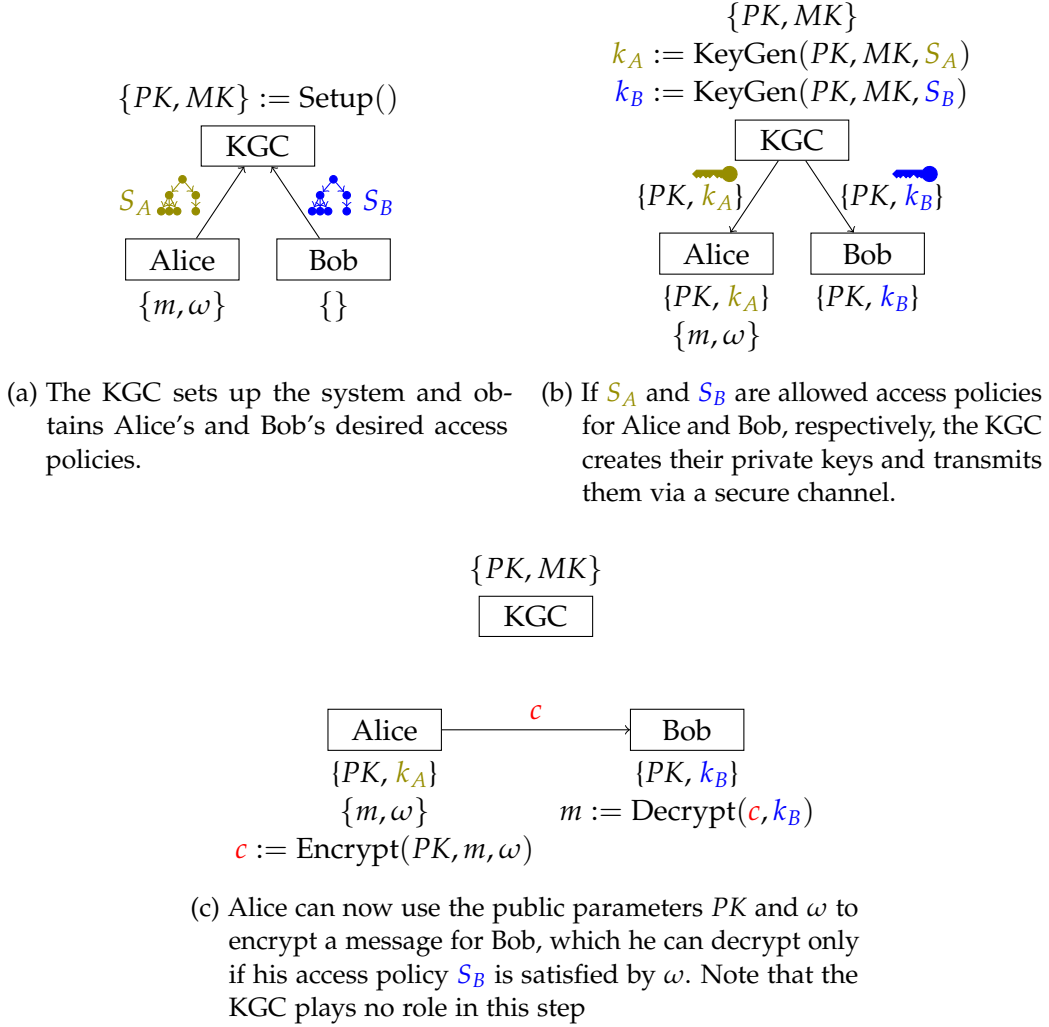 {PK, MK} := Setup()
KGC
S_A
S_B
Alice
Bob
{m, ω}
{}
(a) The KGC sets up the system and ob-
tains Alice's and Bob's desired access
policies.
{PK, MK}
k_A := KeyGen(PK, MK, S_A)
k_B := KeyGen(PK, MK, S_B)
KGC
{PK, k_A}
{PK, k_B}
Alice
Bob
{PK, k_A}
{PK, k_B}
{m, ω}
(b) If S_A and S_B are allowed access policies
for Alice and Bob, respectively, the KGC
creates their private keys and transmits
them via a secure channel.
{PK, MK}
KGC
c
Alice
Bob
{PK, k_A}
{PK, k_B}
{m, ω}
m := Decrypt(c, k_B)
c := Encrypt(PK, m, ω)
(c) Alice can now use the public parameters PK and ω to
encrypt a message for Bob, which he can decrypt only
if his access policy S_B is satisfied by ω. Note that the
KGC plays no role in this step